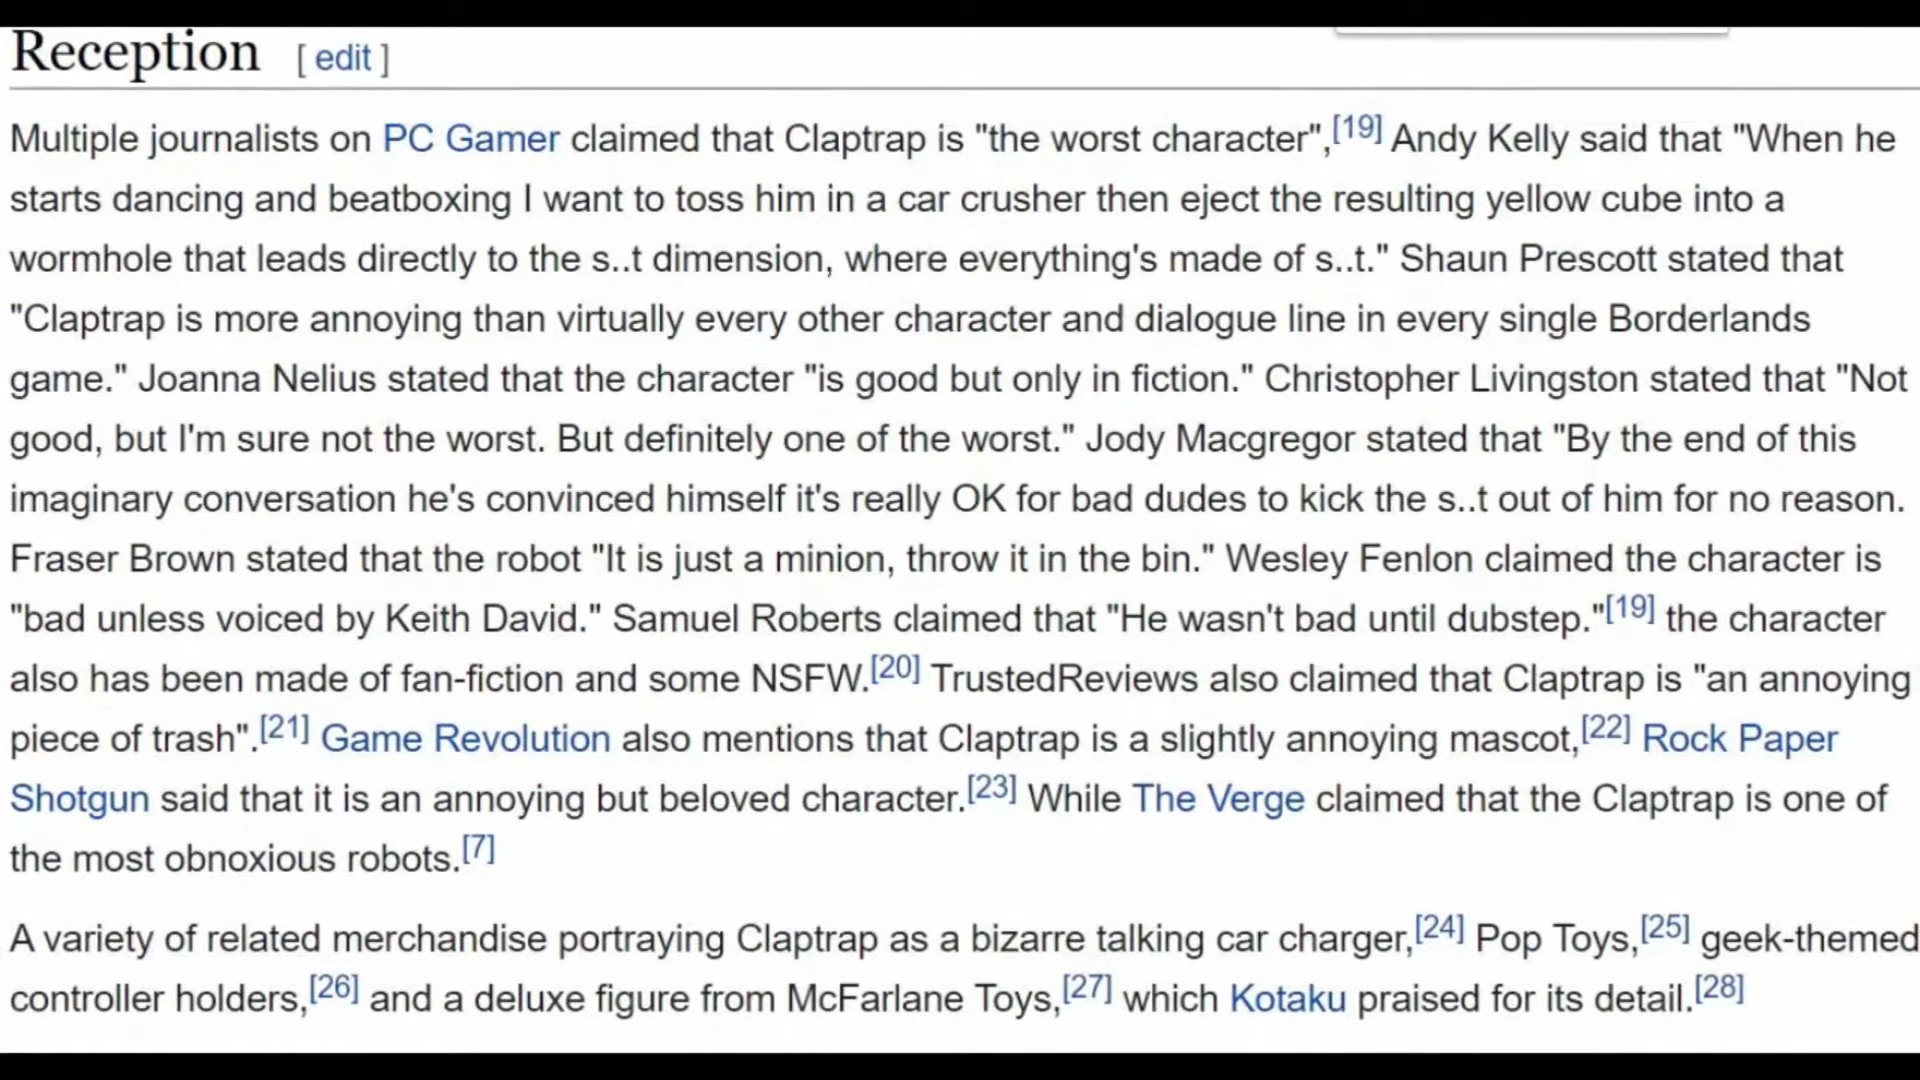 Reception [ edit ]
Multiple journalists on PC Gamer claimed that Claptrap is "the worst character",[19] Andy Kelly said that "When he
starts dancing and beatboxing I want to toss him in a car crusher then eject the resulting yellow cube into a
wormhole that leads directly to the s..t dimension, where everything's made of s..t." Shaun Prescott stated that
"Claptrap is more annoying than virtually every other character and dialogue line in every single Borderlands
game." Joanna Nelius stated that the character "is good but only in fiction." Christopher Livingston stated that "Not
good, but I'm sure not the worst. But definitely one of the worst." Jody Macgregor stated that "By the end of this
imaginary conversation he's convinced himself it's really OK for bad dudes to kick the s..t out of him for no reason.
Fraser Brown stated that the robot "It is just a minion, throw it in the bin." Wesley Fenlon claimed the character is
"bad unless voiced by Keith David." Samuel Roberts claimed that "He wasn't bad until dubstep."[19] the character
also has been made of fan-fiction and some NSFW.[20] TrustedReviews also claimed that Claptrap is "an annoying
piece of trash".[21] Game Revolution also mentions that Claptrap is a slightly annoying mascot,[22] Rock Paper
Shotgun said that it is an annoying but beloved character.[23] While The Verge claimed that the Claptrap is one of
the most obnoxious robots.[7]
A variety of related merchandise portraying Claptrap as a bizarre talking car charger,[24] Pop Toys,[25] geek-themed
controller holders,[26] and a deluxe figure from McFarlane Toys,[27] which Kotaku praised for its detail.[28]